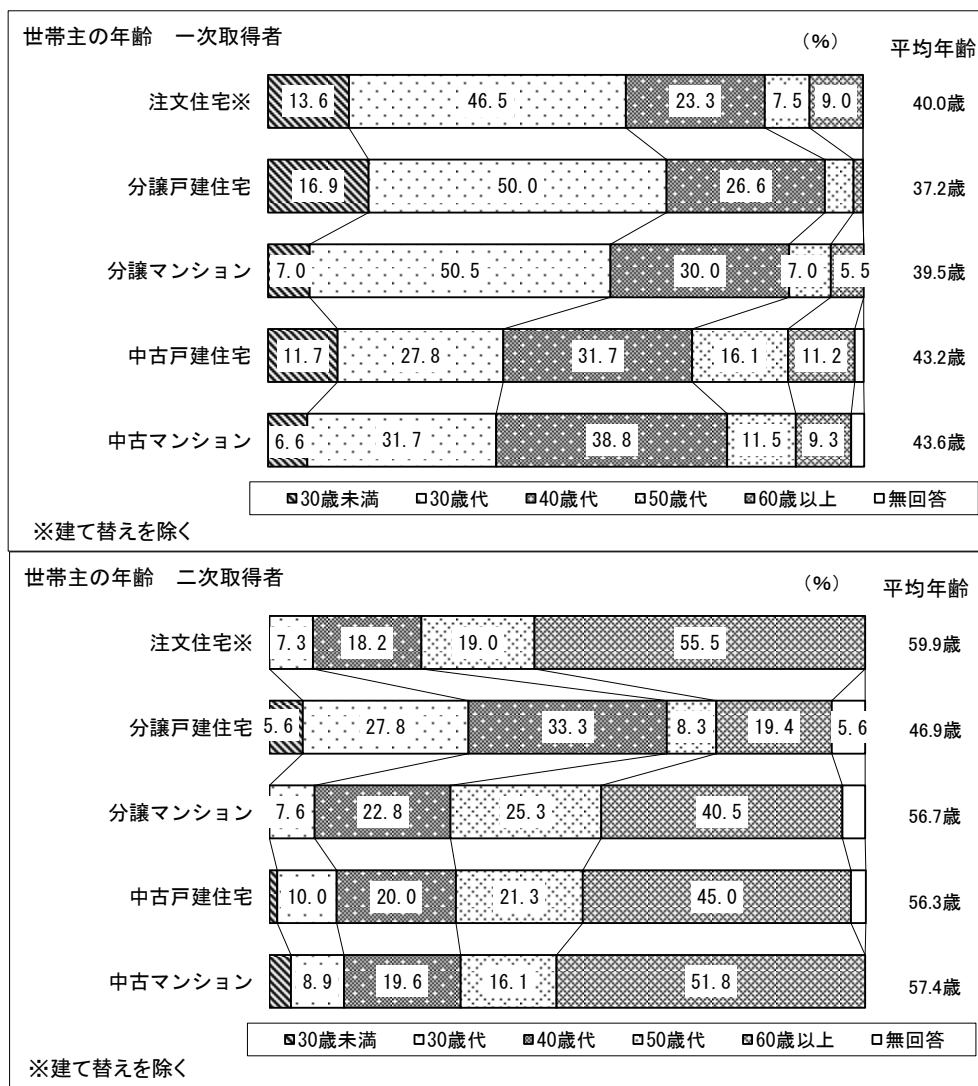 世帯主の年齢　一次取得者
（%）
平均年齢
注文住宅※ 13.6 46.5 23.3 7.5 9.0 40.0歳
分譲戸建住宅 16.9 50.0 26.6 37.2歳
分譲マンション 7.0 50.5 30.0 7.0 5.5 39.5歳
中古戸建住宅 11.7 27.8 31.7 16.1 11.2 43.2歳
中古マンション 6.6 31.7 38.8 11.5 9.3 43.6歳
30歳未満 30歳代 40歳代 50歳代 60歳以上 無回答
※建て替えを除く
世帯主の年齢　二次取得者
（%）
平均年齢
注文住宅※ 7.3 18.2 19.0 55.5 59.9歳
分譲戸建住宅 5.6 27.8 33.3 8.3 19.4 5.6 46.9歳
分譲マンション 7.6 22.8 25.3 40.5 56.7歳
中古戸建住宅 10.0 20.0 21.3 45.0 56.3歳
中古マンション 8.9 19.6 16.1 51.8 57.4歳
30歳未満 30歳代 40歳代 50歳代 60歳以上 無回答
※建て替えを除く